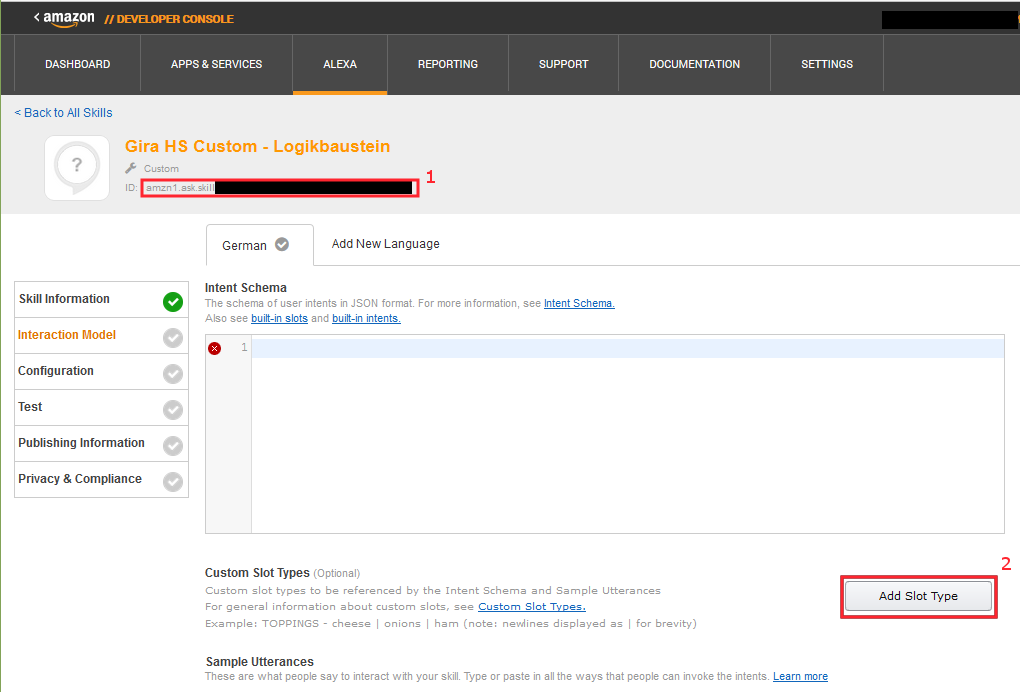 < amazon // DEVELOPER CONSOLE
DASHBOARD APPS & SERVICES ALEXA REPORTING SUPPORT DOCUMENTATION SETTINGS
< Back to All Skills
?
Gira HS Custom - Logikbaustein
Custom
ID: amzn1.ask.skill
1
German Add New Language
Skill Information
Interaction Model
Configuration
Test
Publishing Information
Privacy & Compliance
Intent Schema
The schema of user intents in JSON format. For more information, see Intent Schema.
Also see built-in slots and built-in intents.
1
Custom Slot Types (Optional)
Custom slot types to be referenced by the Intent Schema and Sample Utterances
For general information about custom slots, see Custom Slot Types.
Example: TOPPINGS - cheese | onions | ham (note: newlines displayed as | for brevity)
2
Add Slot Type
Sample Utterances
These are what people say to interact with your skill. Type or paste in all the ways that people can invoke the intents. Learn more